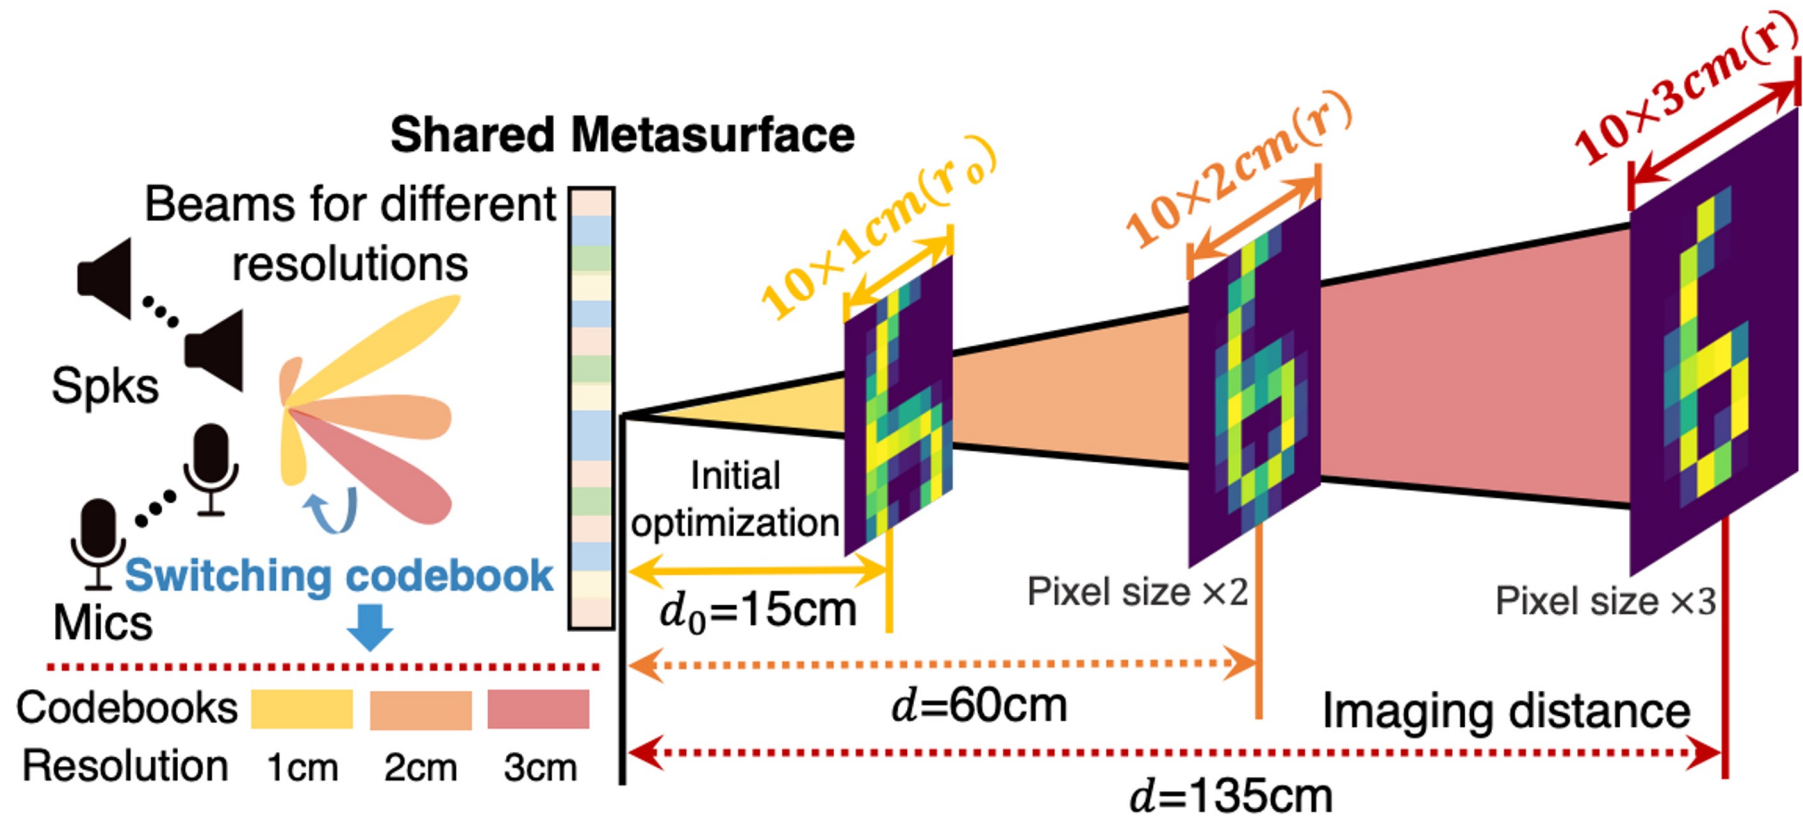 Shared Metasurface
Beams for different
resolutions
Spks
Mics
Switching codebook
Codebooks
Resolution 1cm 2cm 3cm
10×1cm(r₀)
10×2cm(r)
10×3cm(r)
Initial
optimization
d₀=15cm
Pixel size ×2
Pixel size ×3
d=60cm
Imaging distance
d=135cm